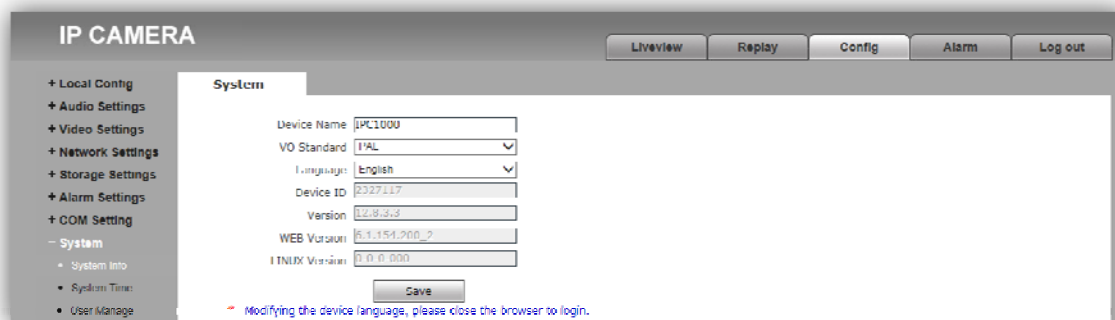 IP CAMERA
Liveview Replay Config Alarm Log out
+ Local Config
+ Audio Settings
+ Video Settings
+ Network Settings
+ Storage Settings
+ Alarm Settings
+ COM Setting
− System
• System Info
• System Time
• User Manage
System
Device Name IPC1000
VO Standard PAL
Language English
Device ID 2327117
Version 12.8.3.3
WEB Version 6.1.154.200_2
LINUX Version 0.0.0.000
Save
* Modifying the device language, please close the browser to login.